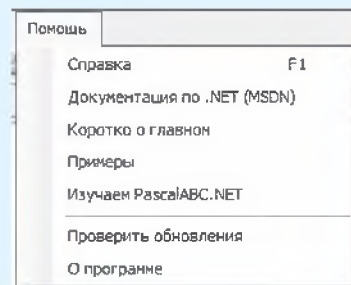 Помощь
Справка F1
Документация по .NET (MSDN)
Коротко о главном
Примеры
Изучаем PascalABC.NET
Проверить обновления
О программе